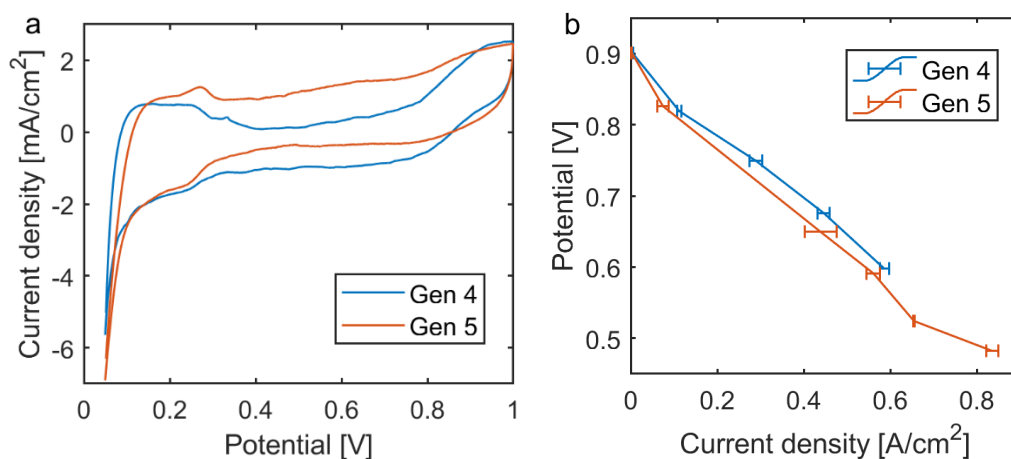 a
Current density [mA/cm2]
2
0
-2
-4
-6
Gen 4
Gen 5
0
0.2
0.4
0.6
0.8
1
Potential [V]
b
Potential [V]
0.9
0.8
0.7
0.6
0.5
Gen 4
Gen 5
0
0.2
0.4
0.6
0.8
Current density [A/cm2]